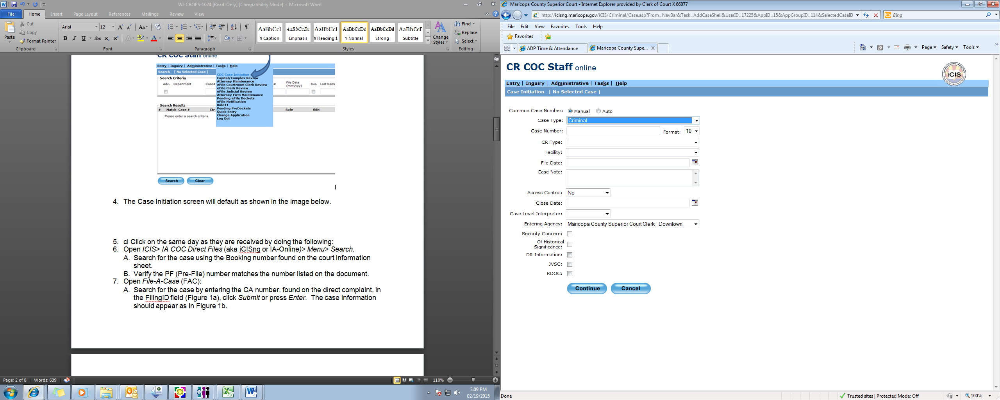 WI-CROPS-1024 [Read-Only] [Compatibility Mode] - Microsoft Word
File Home Insert Page Layout References Mailings Review View
Paste
Cut
Copy
Format Painter
Clipboard
Arial 12
Font
Paragraph
AaBbCcI AaBbCcDc AaBbCcI AaBbCcDd AaBbCcDd AaBbCcI
¶ Caption Emphasis ¶ Heading 1 ¶ Normal Strong Subtitle
Change Styles
Styles
Find
Replace
Select
Editing
CR COC Staff online
Entry | Inquiry | Administrative | Tasks | Help
Search [ No Selected Case ]
COC Case Initiation
Capital/Complex Review
Attorney Maintenance
eFile Courtroom Clerk Review
eFile Clerk Review
eFile Judicial Review
Attorney Firm Maintenance
Pending eFile Dockets
eFile Notification
Rule11
Pending PreDockets
Quick Entry
Change Application
Log Out
Search Criteria
Adv. Department Case# # File Date (mmyyyy) Bus. Last Name
Search Results
# Match Case # Ctr Role SSN
Please enter a search criteria.
Search Clear
4. The Case Initiation screen will default as shown in the image below.
5. cl Click on the same day as they are received by doing the following:
6. Open ICIS> IA COC Direct Files (aka iCISng or IA-Online)> Menu> Search.
A. Search for the case using the Booking number found on the court information
sheet.
B. Verify the PF (Pre-File) number matches the number listed on the document.
7. Open File-A-Case (FAC):
A. Search for the case by entering the CA number, found on the direct complaint, in
the FilingID field (Figure 1a), click Submit or press Enter. The case information
should appear as in Figure 1b.
Page: 2 of 8 Words: 639 110%
3:09 PM
02/19/2015
Maricopa County Superior Court - Internet Explorer provided by Clerk of Court X 66077
http://icisng.maricopa.gov/iCIS/Criminal/Case.asp?From=NavBar&Task=AddCaseShell&UserID=17225&AppID=15&AppGroupID=114&SelectedCaseID
Bing
File Edit View Favorites Tools Help
Favorites
ADP Time & Attendance Maricopa County Supe...
Page Safety Tools
CR COC Staff online
iCIS
Entry | Inquiry | Administrative | Tasks | Help
Case Initiation [ No Selected Case ]
Common Case Number: Manual Auto
Case Type: Criminal
Case Number: Format: 10
CR Type:
Facility:
File Date:
Case Note:
Access Control: No
Close Date:
Case Level Interpreter:
Entering Agency: Maricopa County Superior Court Clerk - Downtown
Security Concern:
Of Historical
Significance:
DR Information:
JVSC:
RDOC:
Continue Cancel
Done Trusted sites | Protected Mode: Off 100%